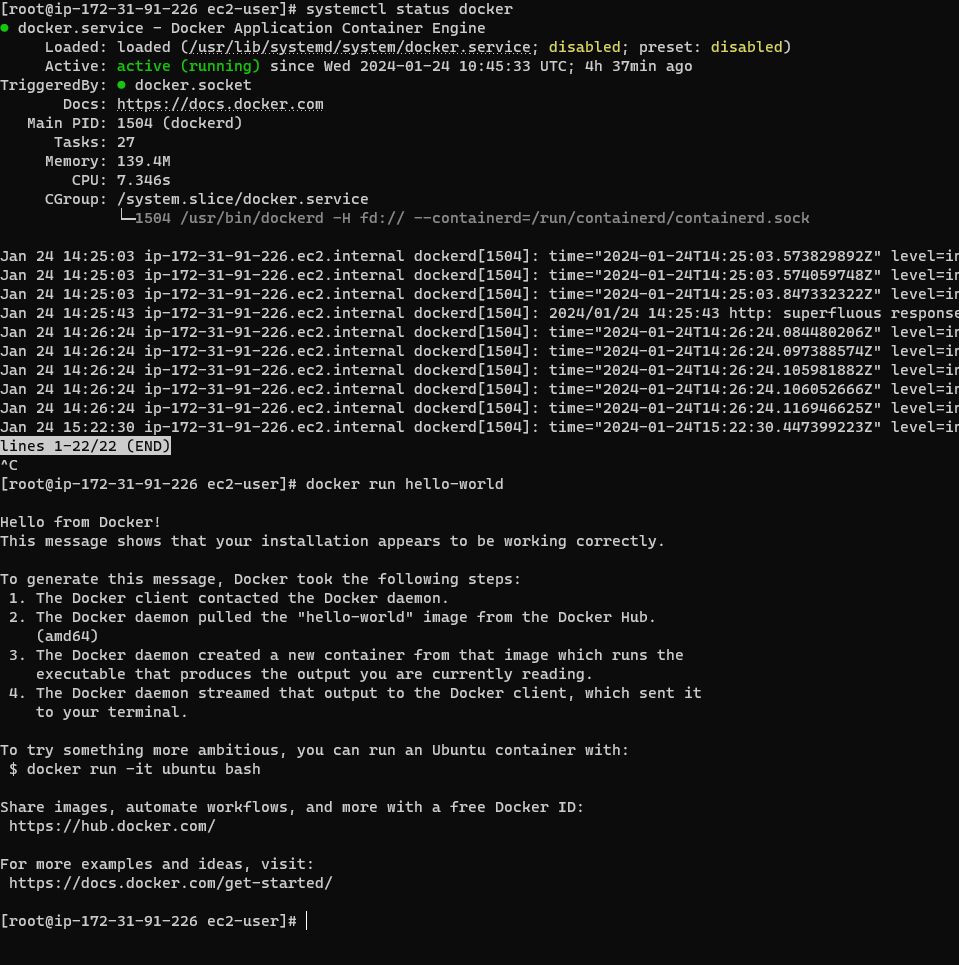 [root@ip-172-31-91-226 ec2-user]# systemctl status docker
● docker.service - Docker Application Container Engine
     Loaded: loaded (/usr/lib/systemd/system/docker.service; disabled; preset: disabled)
     Active: active (running) since Wed 2024-01-24 10:45:33 UTC; 4h 37min ago
TriggeredBy: ● docker.socket
       Docs: https://docs.docker.com
   Main PID: 1504 (dockerd)
      Tasks: 27
     Memory: 139.4M
        CPU: 7.346s
     CGroup: /system.slice/docker.service
             └─1504 /usr/bin/dockerd -H fd:// --containerd=/run/containerd/containerd.sock
Jan 24 14:25:03 ip-172-31-91-226.ec2.internal dockerd[1504]: time="2024-01-24T14:25:03.573829892Z" level=in
Jan 24 14:25:03 ip-172-31-91-226.ec2.internal dockerd[1504]: time="2024-01-24T14:25:03.574059748Z" level=in
Jan 24 14:25:03 ip-172-31-91-226.ec2.internal dockerd[1504]: time="2024-01-24T14:25:03.847332322Z" level=in
Jan 24 14:25:43 ip-172-31-91-226.ec2.internal dockerd[1504]: 2024/01/24 14:25:43 http: superfluous response
Jan 24 14:26:24 ip-172-31-91-226.ec2.internal dockerd[1504]: time="2024-01-24T14:26:24.084480206Z" level=in
Jan 24 14:26:24 ip-172-31-91-226.ec2.internal dockerd[1504]: time="2024-01-24T14:26:24.097388574Z" level=in
Jan 24 14:26:24 ip-172-31-91-226.ec2.internal dockerd[1504]: time="2024-01-24T14:26:24.105981882Z" level=in
Jan 24 14:26:24 ip-172-31-91-226.ec2.internal dockerd[1504]: time="2024-01-24T14:26:24.106052666Z" level=in
Jan 24 14:26:24 ip-172-31-91-226.ec2.internal dockerd[1504]: time="2024-01-24T14:26:24.116946625Z" level=in
Jan 24 15:22:30 ip-172-31-91-226.ec2.internal dockerd[1504]: time="2024-01-24T15:22:30.447399223Z" level=in
lines 1-22/22 (END)
^C
[root@ip-172-31-91-226 ec2-user]# docker run hello-world
Hello from Docker!
This message shows that your installation appears to be working correctly.
To generate this message, Docker took the following steps:
 1. The Docker client contacted the Docker daemon.
 2. The Docker daemon pulled the "hello-world" image from the Docker Hub.
    (amd64)
 3. The Docker daemon created a new container from that image which runs the
    executable that produces the output you are currently reading.
 4. The Docker daemon streamed that output to the Docker client, which sent it
    to your terminal.
To try something more ambitious, you can run an Ubuntu container with:
 $ docker run -it ubuntu bash
Share images, automate workflows, and more with a free Docker ID:
 https://hub.docker.com/
For more examples and ideas, visit:
 https://docs.docker.com/get-started/
[root@ip-172-31-91-226 ec2-user]#